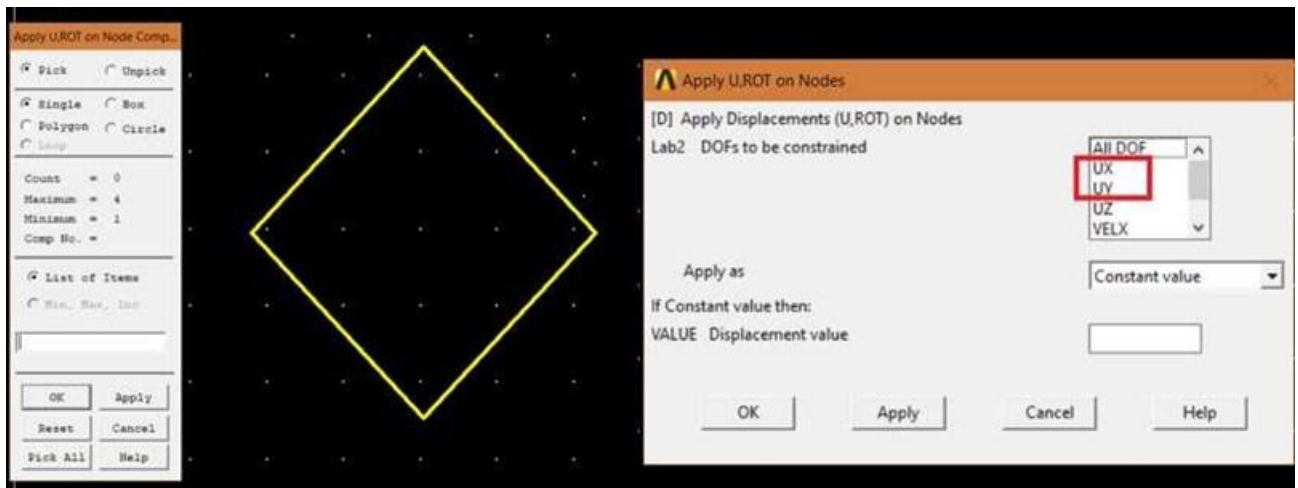 Apply U,ROT on Node Comp...
Pick Unpick
Single Box
Polygon Circle
Loop
Count = 0
Maximum = 4
Minimum = 1
Comp No. =
List of Items
Min, Max, Inc
OK Apply
Reset Cancel
Pick All Help
Apply U,ROT on Nodes
[D] Apply Displacements (U,ROT) on Nodes
Lab2 DOFs to be constrained
All DOF
UX
UY
UZ
VELX
Apply as
Constant value
If Constant value then:
VALUE Displacement value
OK Apply Cancel Help